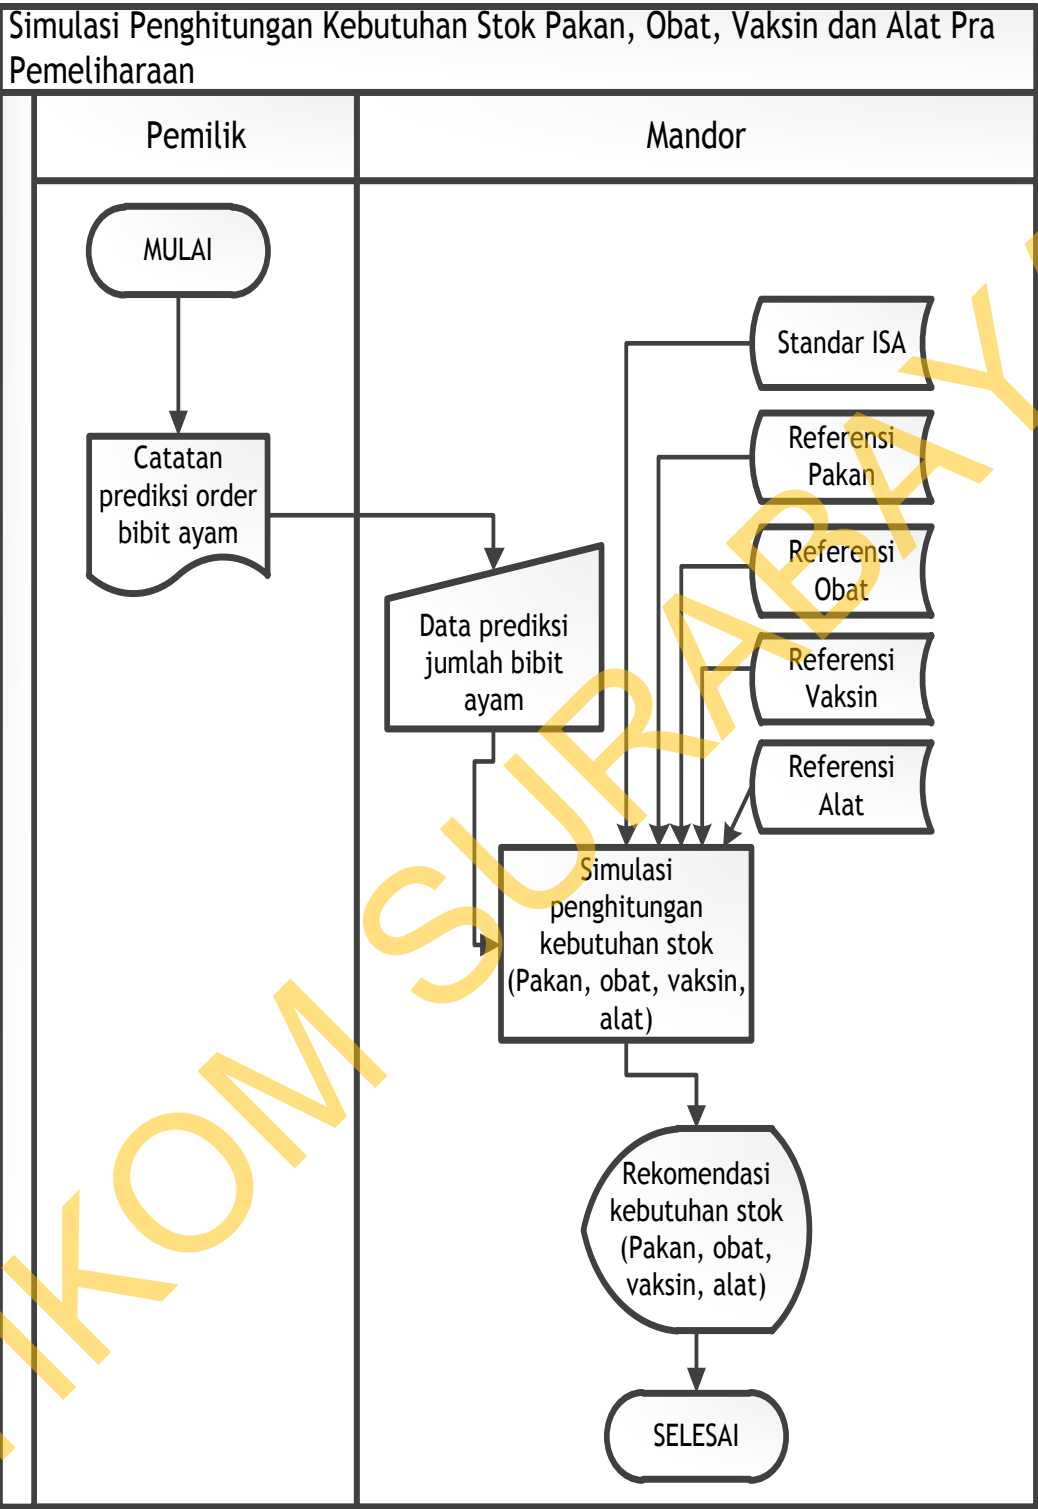 Simulasi Penghitungan Kebutuhan Stok Pakan, Obat, Vaksin dan Alat Pra
Pemeliharaan
Pemilik
Mandor
MULAI
Standar ISA
Catatan
prediksi order
bibit ayam
Referensi
Pakan
Referensi
Obat
Data prediksi
jumlah bibit
ayam
Referensi
Vaksin
Referensi
Alat
Simulasi
penghitungan
kebutuhan stok
(Pakan, obat, vaksin,
alat)
Rekomendasi
kebutuhan stok
(Pakan, obat,
vaksin, alat)
SELESAI
IKOM SURABAY